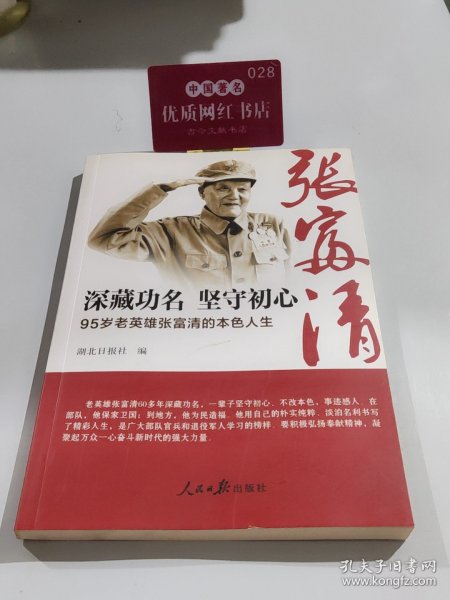 028
中国著名
优质网红书店
古今文献书店
张富清
深藏功名 坚守初心
95岁老英雄张富清的本色人生
湖北日报社 编
老英雄张富清60多年深藏功名，一辈子坚守初心、不改本色，事迹感人。在
部队，他保家卫国；到地方，他为民造福。他用自己的朴实纯粹、淡泊名利书写
了精彩人生，是广大部队官兵和退役军人学习的榜样。要积极弘扬奉献精神，凝
聚起万众一心奋斗新时代的强大力量。
人民日报出版社
孔夫子旧书网
www.kongfz.com